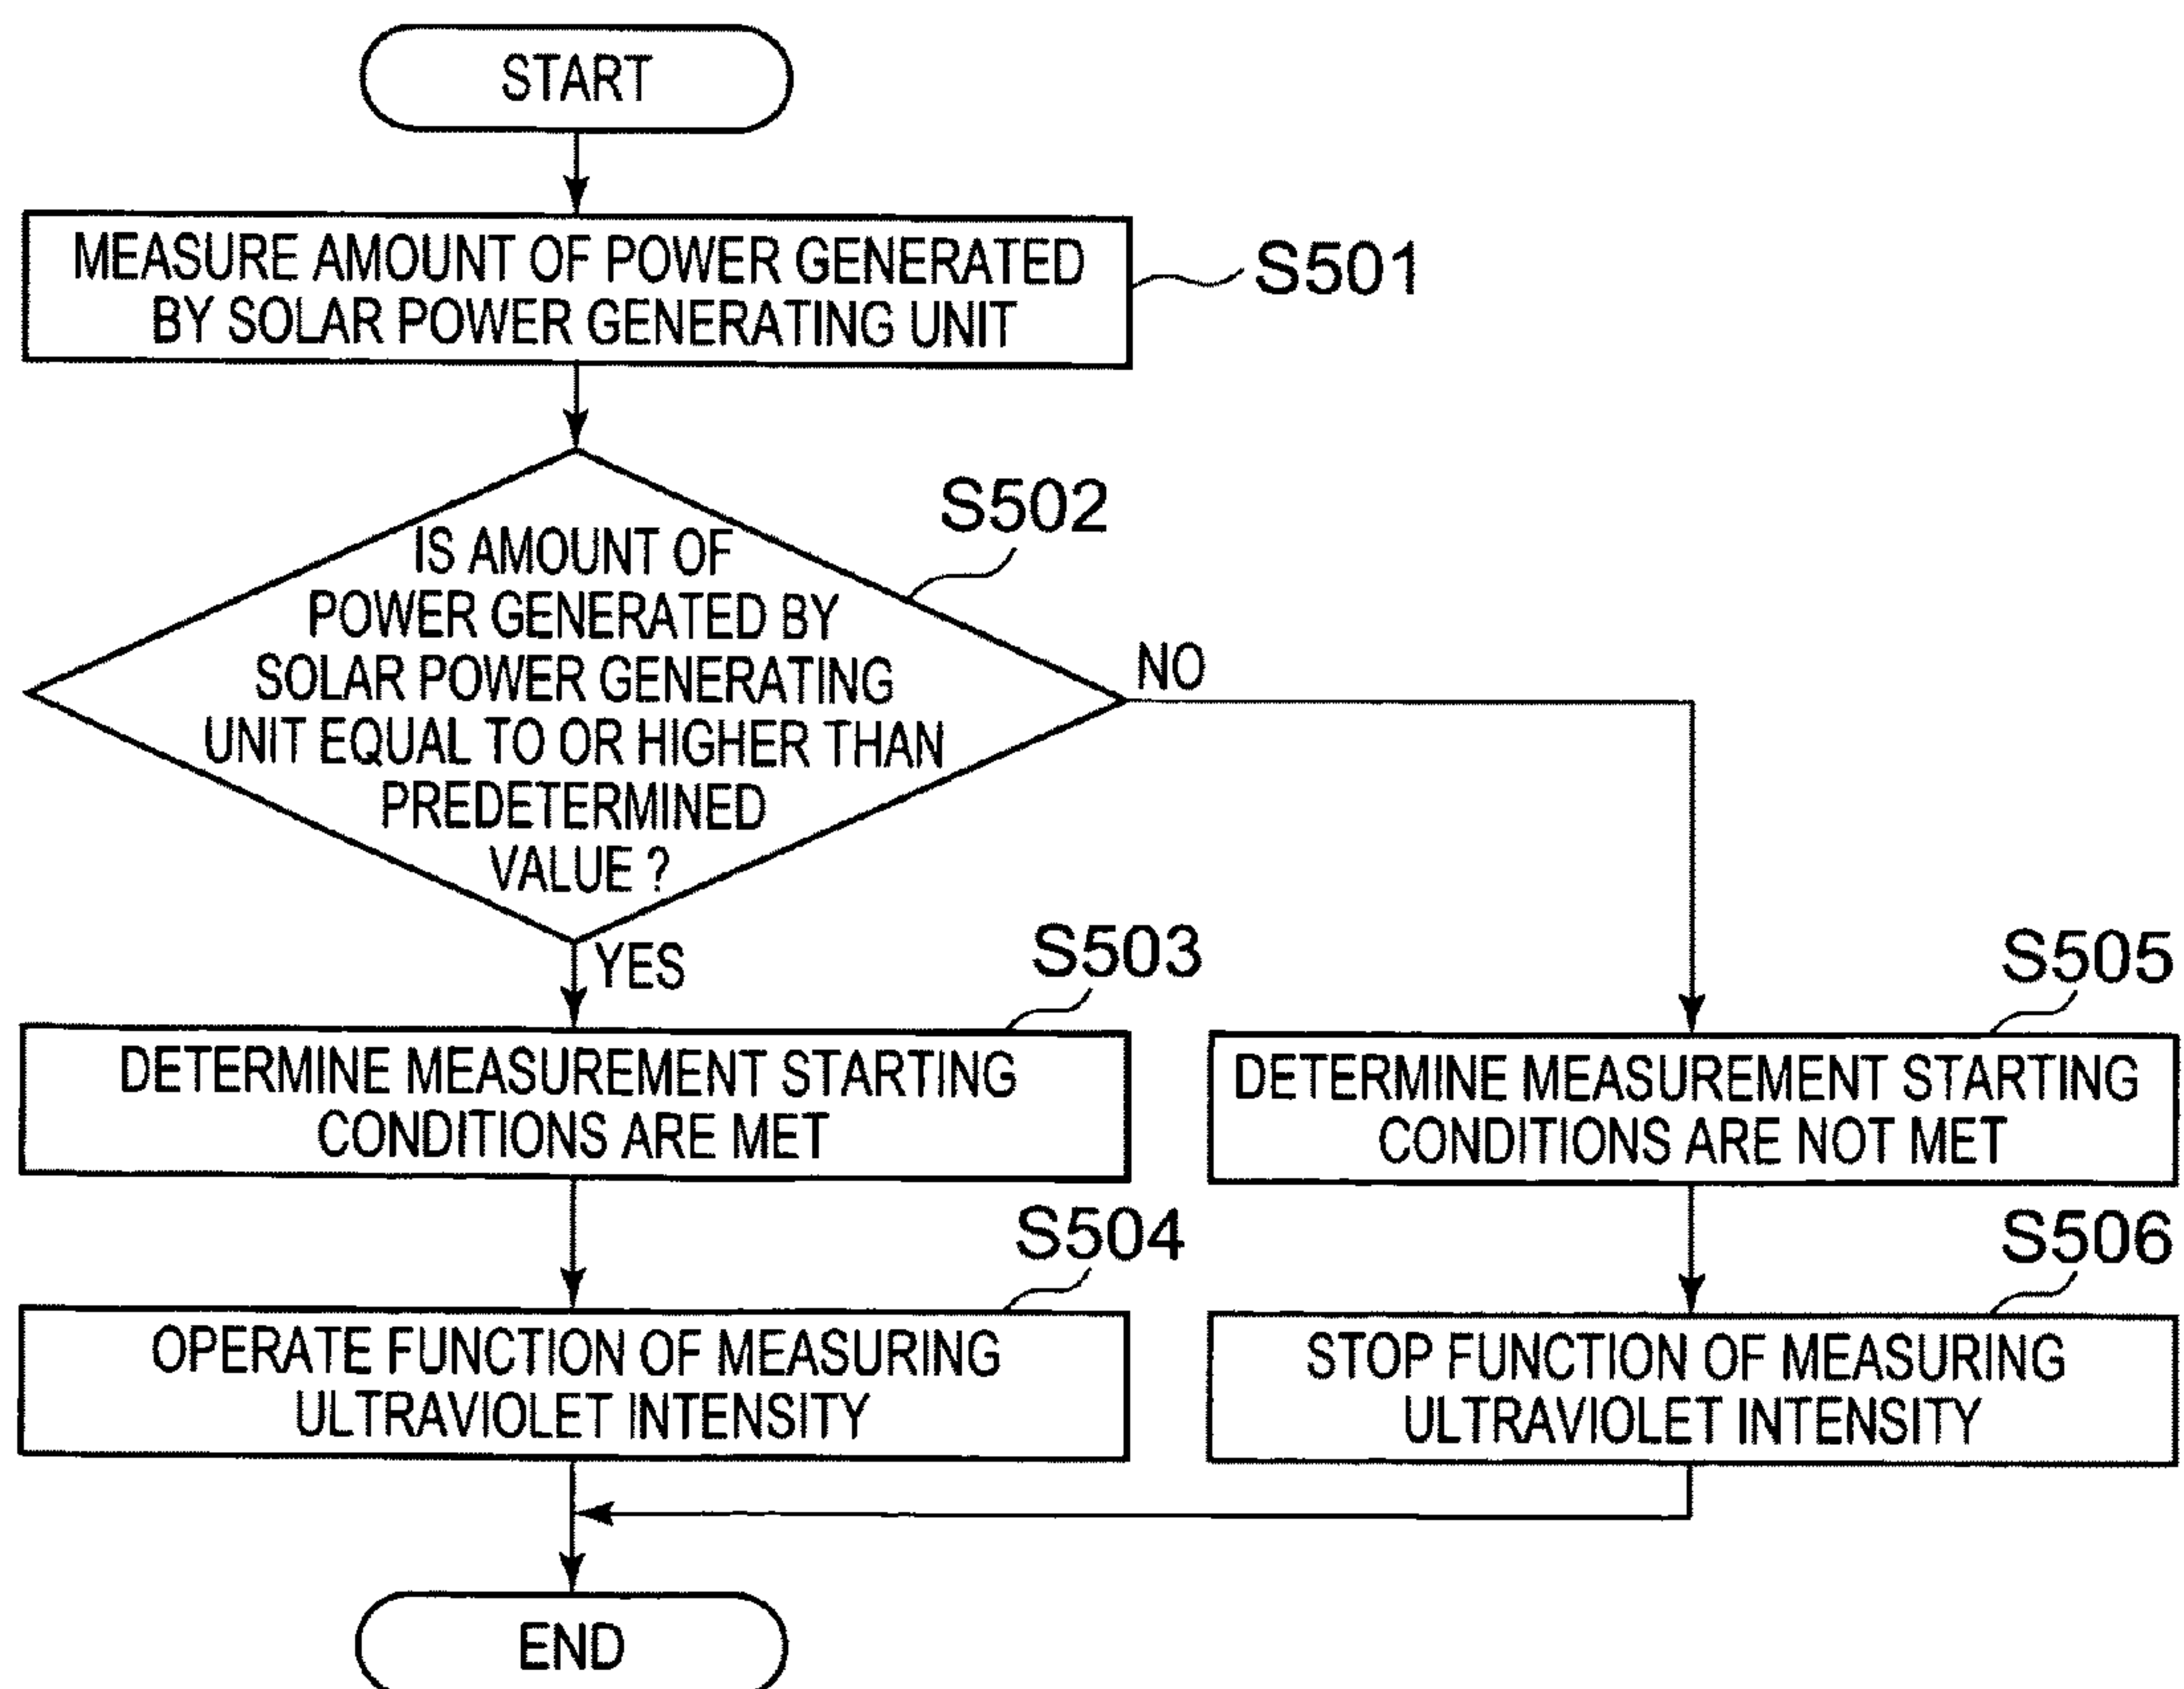 START
MEASURE AMOUNT OF POWER GENERATED
BY SOLAR POWER GENERATING UNIT
S501
S502
IS AMOUNT OF
POWER GENERATED BY
SOLAR POWER GENERATING
UNIT EQUAL TO OR HIGHER THAN
PREDETERMINED
VALUE ?
NO
YES
S503
DETERMINE MEASUREMENT STARTING
CONDITIONS ARE MET
S505
DETERMINE MEASUREMENT STARTING
CONDITIONS ARE NOT MET
S504
OPERATE FUNCTION OF MEASURING
ULTRAVIOLET INTENSITY
S506
STOP FUNCTION OF MEASURING
ULTRAVIOLET INTENSITY
END